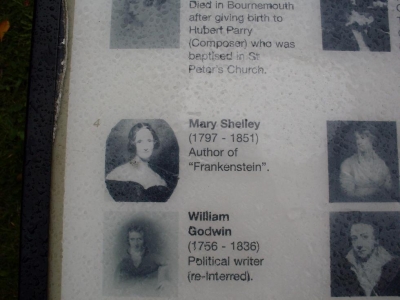 Died in Bournemouth
after giving birth to
Hubert Parry
(Composer) who was
baptised in St
Peter's Church.
Mary Shelley
(1797 - 1851)
Author of
"Frankenstein".
William
Godwin
(1756 - 1836)
Political writer
(re-Interred).